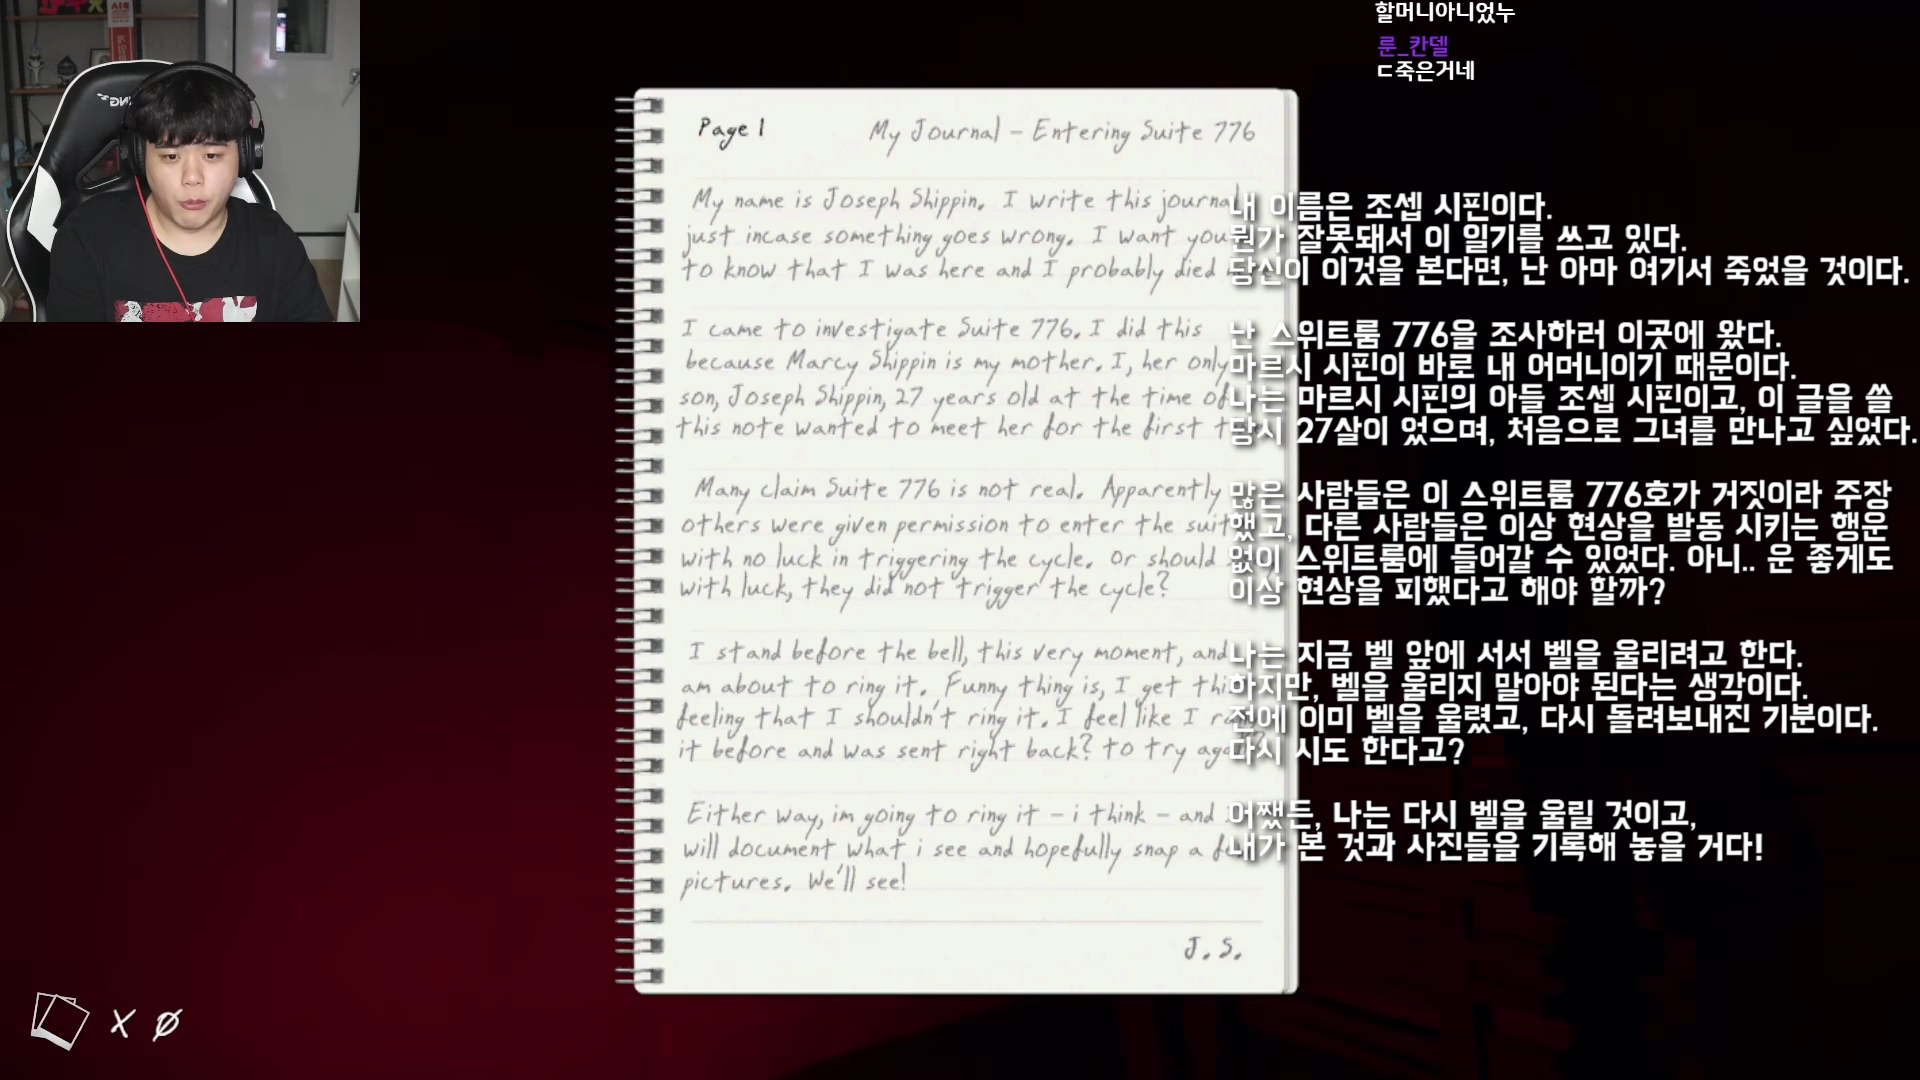 할머니아니었누
룬_칸델
ㄷ죽은거네
Page 1
My Journal - Entering Suite 776
My name is Joseph Shippin. I write this journal
just incase something goes wrong. I want you
to know that I was here and I probably died
I came to investigate Suite 776. I did this
because Marcy Shippin is my mother. I, her only
son, Joseph Shippin, 27 years old at the time of
this note wanted to meet her for the first
Many claim Suite 776 is not real. Apparently
others were given permission to enter the
with no luck in triggering the cycle. Or should
with luck, they did not trigger the cycle?
I stand before the bell, this very moment, and
am about to ring it. Funny thing is, I get
feeling that I shouldn't ring it. I feel like I
it before and was sent right back? to try
Either way, im going to ring it - i think - and
will document what i see and hopefully snap a
pictures. We'll see!
J. S.
내 이름은 조셉 시핀이다.
뭔가 잘못돼서 이 일기를 쓰고 있다.
당신이 이것을 본다면, 난 아마 여기서 죽었을 것이다.
난 스위트룸 776을 조사하러 이곳에 왔다.
마르시 시핀이 바로 내 어머니이기 때문이다.
나는 마르시 시핀의 아들 조셉 시핀이고, 이 글을 쓸
당시 27살이 었으며, 처음으로 그녀를 만나고 싶었다.
많은 사람들은 이 스위트룸 776호가 거짓이라 주장
했고, 다른 사람들은 이상 현상을 발동 시키는 행운
없이 스위트룸에 들어갈 수 있었다. 아니.. 운 좋게도
이상 현상을 피했다고 해야 할까?
나는 지금 벨 앞에 서서 벨을 울리려고 한다.
하지만, 벨을 울리지 말아야 된다는 생각이다.
전에 이미 벨을 울렸고, 다시 돌려보내진 기분이다.
다시 시도 한다고?
어쨌든, 나는 다시 벨을 울릴 것이고,
내가 본 것과 사진들을 기록해 놓을 거다!
X Ø